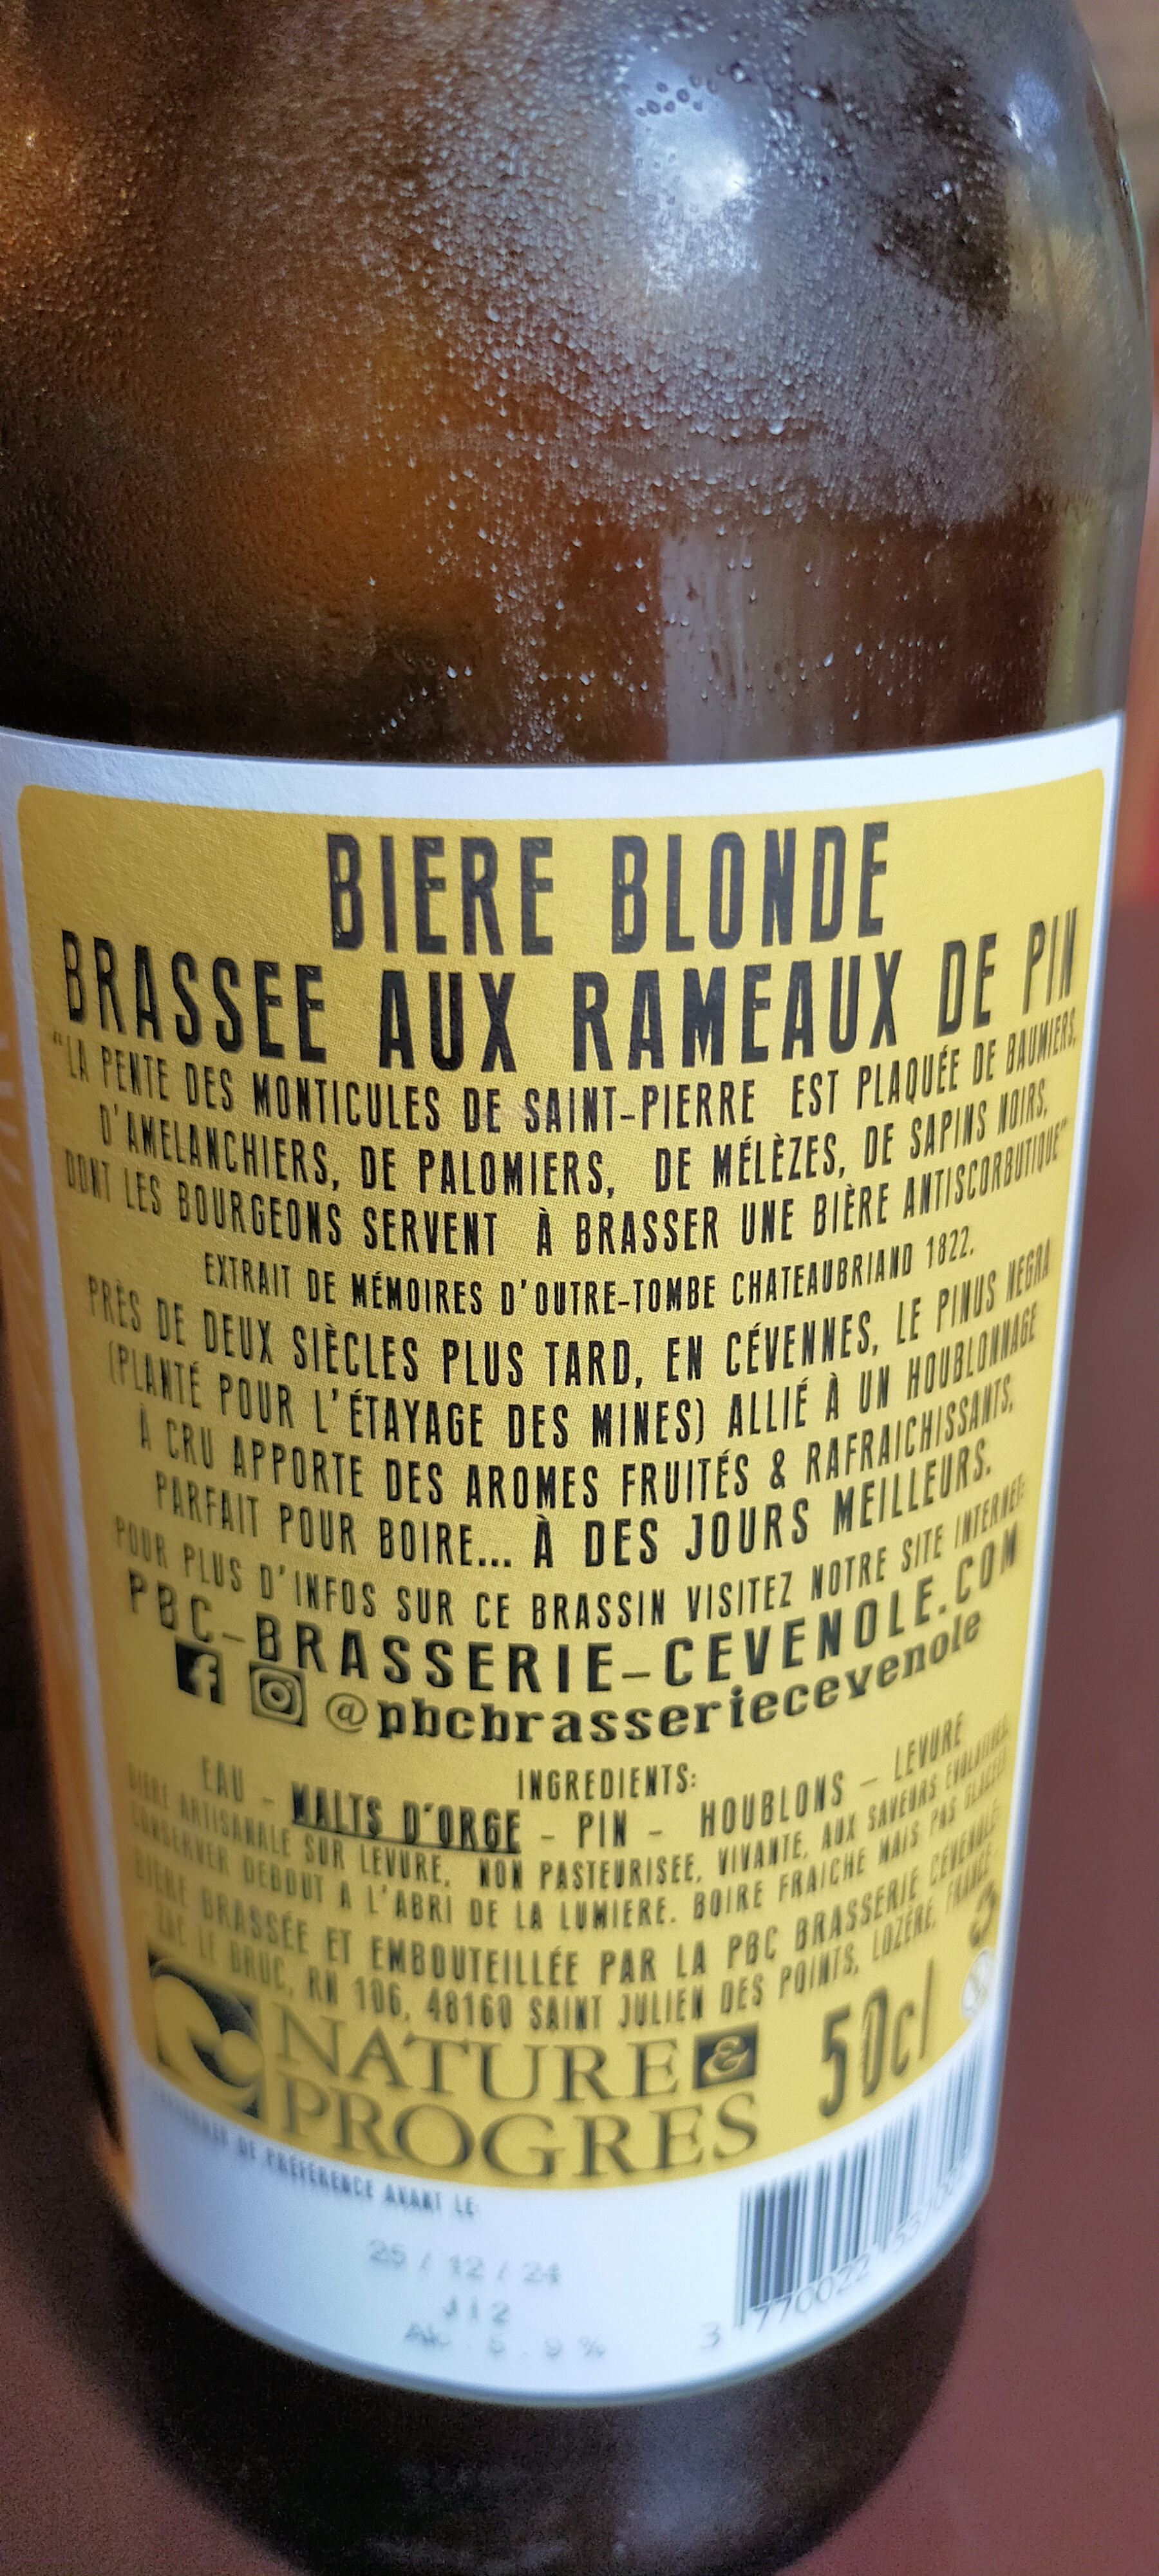 BIERE BLONDE
BRASSEE AUX RAMEAUX DE PIN
"LA PENTE DES MONTICULES DE SAINT-PIERRE EST PLAQUÉE DE BAUMIERS,
D'AMELANCHIERS, DE PALOMIERS, DE MÉLÈZES, DE SAPINS NOIRS,
DONT LES BOURGEONS SERVENT À BRASSER UNE BIÈRE ANTISCORBUTIQUE"
EXTRAIT DE MÉMOIRES D'OUTRE-TOMBE CHATEAUBRIAND 1822.
PRÈS DE DEUX SIÈCLES PLUS TARD, EN CÉVENNES, LE PINUS NEGRA
(PLANTÉ POUR L'ÉTAYAGE DES MINES) ALLIÉ À UN HOUBLONNAGE
À CRU APPORTE DES AROMES FRUITÉS & RAFRAICHISSANTS,
PARFAIT POUR BOIRE... À DES JOURS MEILLEURS.
POUR PLUS D'INFOS SUR CE BRASSIN VISITEZ NOTRE SITE INTERNET:
PBC-BRASSERIE-CEVENOLE.COM
@pbcbrasseriecevenole
INGREDIENTS:
EAU - MALTS D'ORGE - PIN - HOUBLONS - LEVURE
BIERE ARTISANALE SUR LEVURE, NON PASTEURISEE, VIVANTE, AUX SAVEURS EVOLUTIVES.
CONSERVER DEBOUT A L'ABRI DE LA LUMIERE. BOIRE FRAICHE MAIS PAS GLACEE.
BIERE BRASSÉE ET EMBOUTEILLÉE PAR LA PBC BRASSERIE CEVENOLE-
ZAE LE BRUC, RN 106, 48160 SAINT JULIEN DES POINTS, LOZÈRE, FRANCE-
NATURE &
PROGRES
50cl
DE PRÉFÉRENCE AVANT LE:
25 / 12 / 24
J12
3 770022